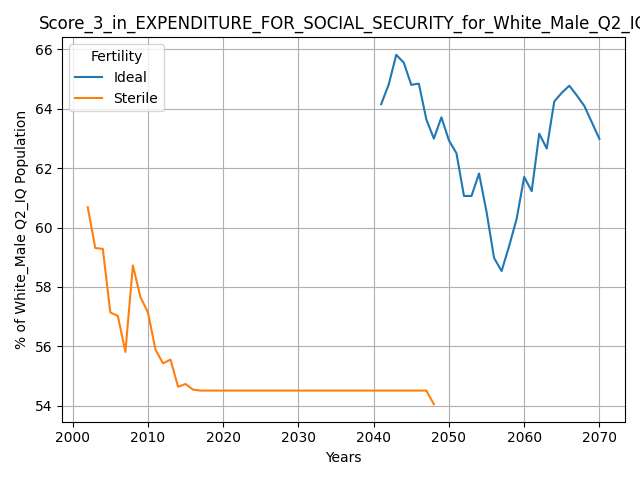 Score_3_in_EXPENDITURE_FOR_SOCIAL_SECURITY_for_White_Male_Q2_IQ
Fertility
Ideal
Sterile
% of White_Male Q2_IQ Population
66
64
62
60
58
56
54
2000 2010 2020 2030 2040 2050 2060 2070
Years